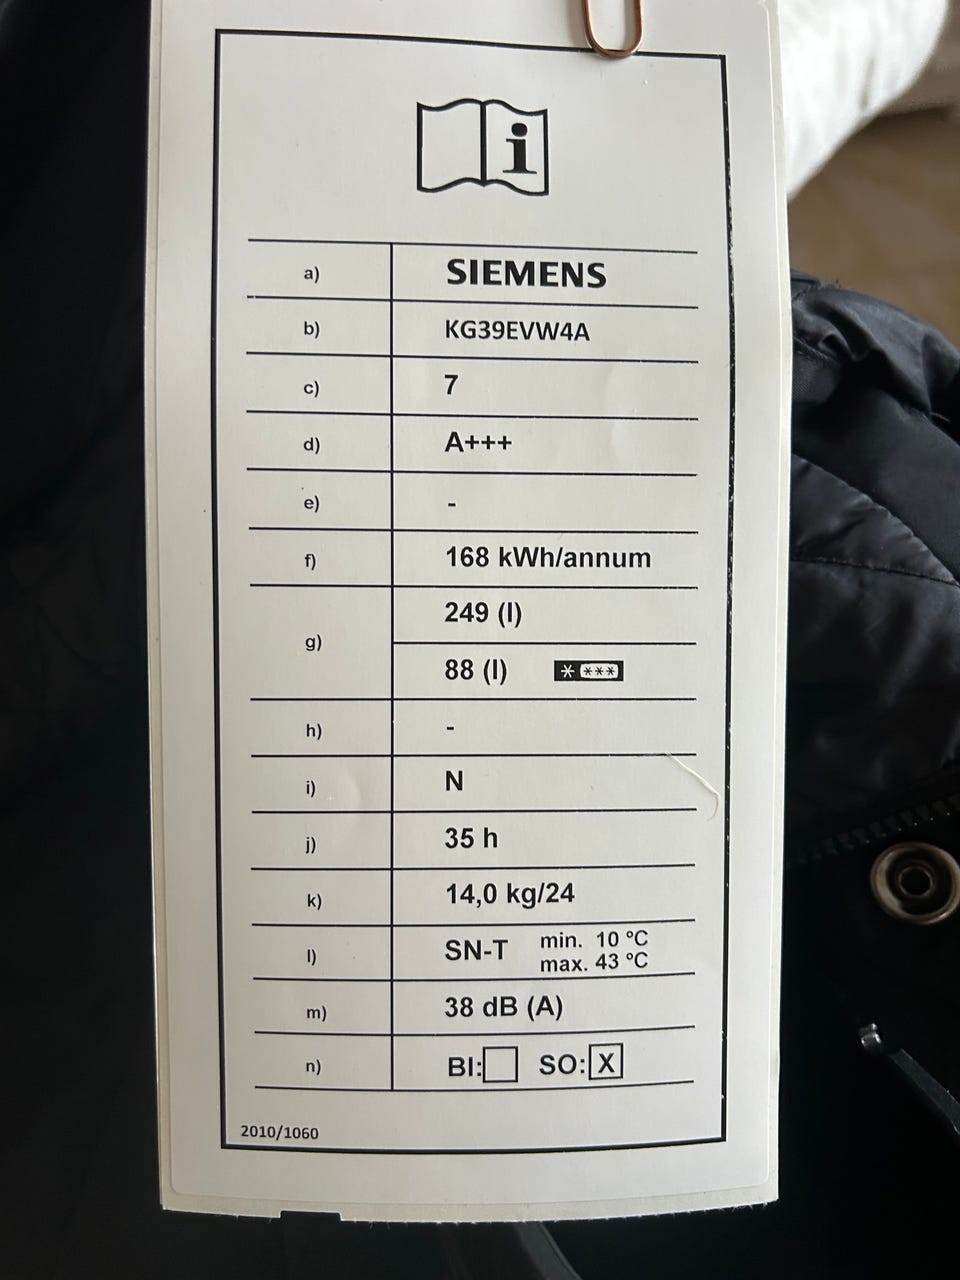 i
a) SIEMENS
b) KG39EVW4A
c) 7
d) A+++
e) -
f) 168 kWh/annum
g) 249 (l)
88 (l) * ***
h) -
i) N
j) 35 h
k) 14,0 kg/24
l) SN-T min. 10 °C
max. 43 °C
m) 38 dB (A)
n) BI: SO: X
2010/1060